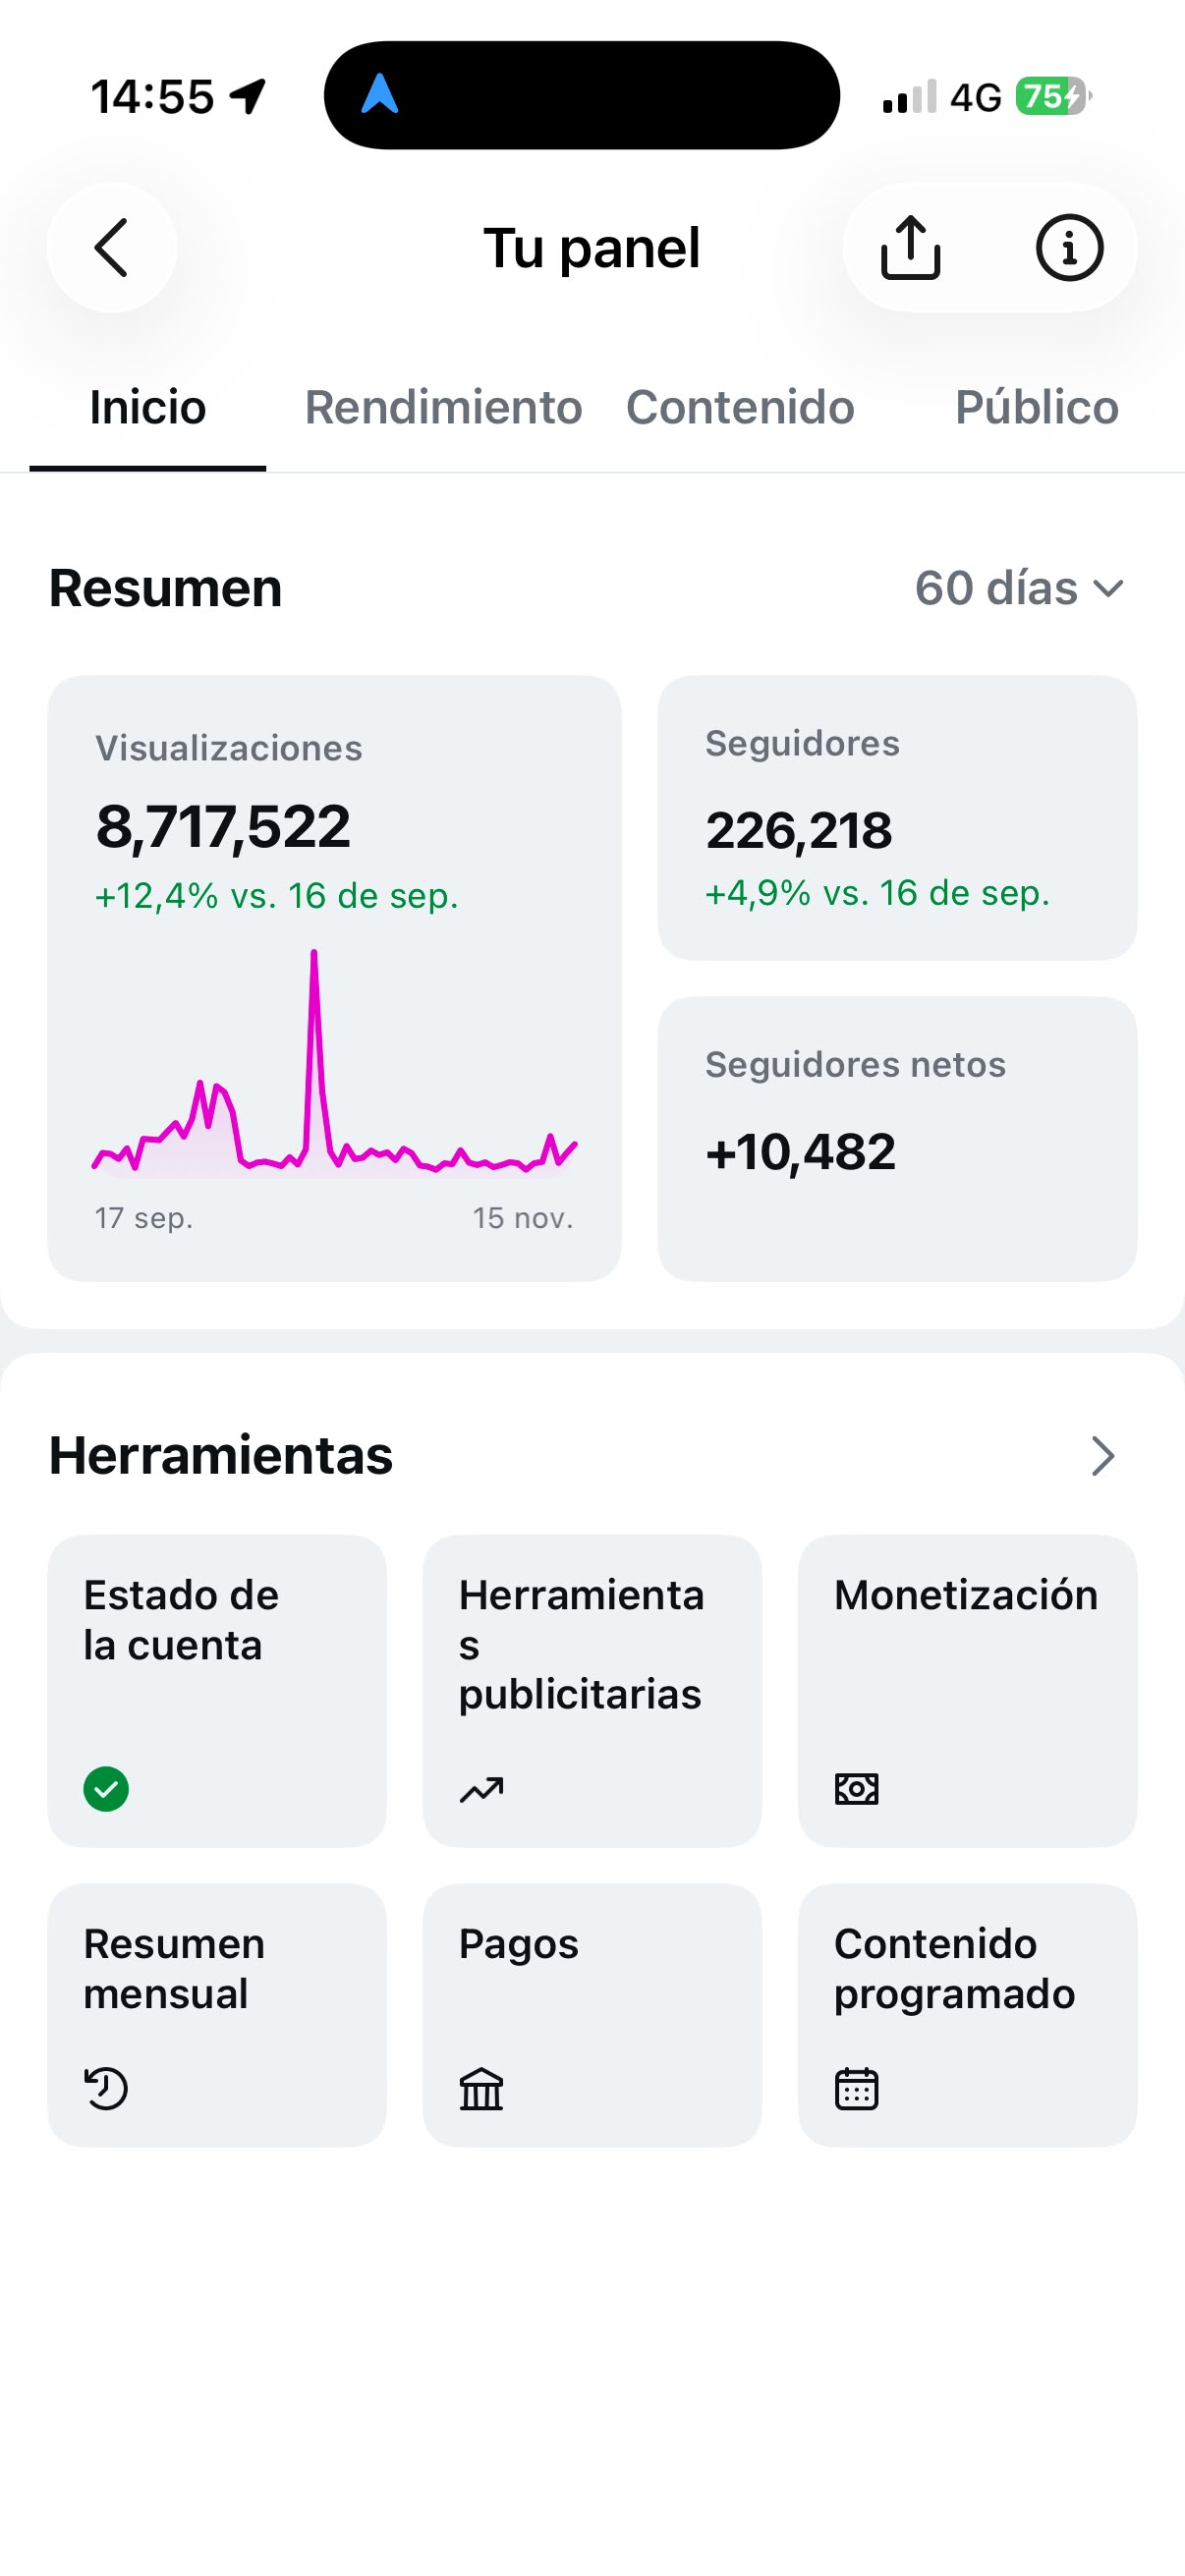 14:55
4G
75
Tu panel
Inicio
Rendimiento
Contenido
Público
Resumen
60 días
Visualizaciones
8,717,522
+12,4% vs. 16 de sep.
17 sep.
15 nov.
Seguidores
226,218
+4,9% vs. 16 de sep.
Seguidores netos
+10,482
Herramientas
Estado de
la cuenta
Herramienta
s
publicitarias
Monetización
Resumen
mensual
Pagos
Contenido
programado